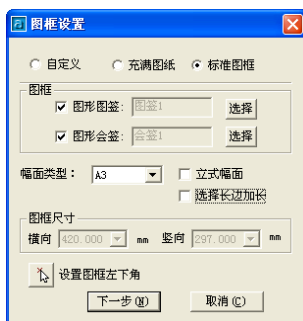 图框设置
自定义 充满图纸 标准图框
图框
图形图签: 图签1 选择
图形会签: 会签1 选择
幅面类型: A3 立式幅面
选择长边加长
图框尺寸
横向 420.000 mm 竖向 297.000 mm
设置图框左下角
下一步(N) 取消(C)